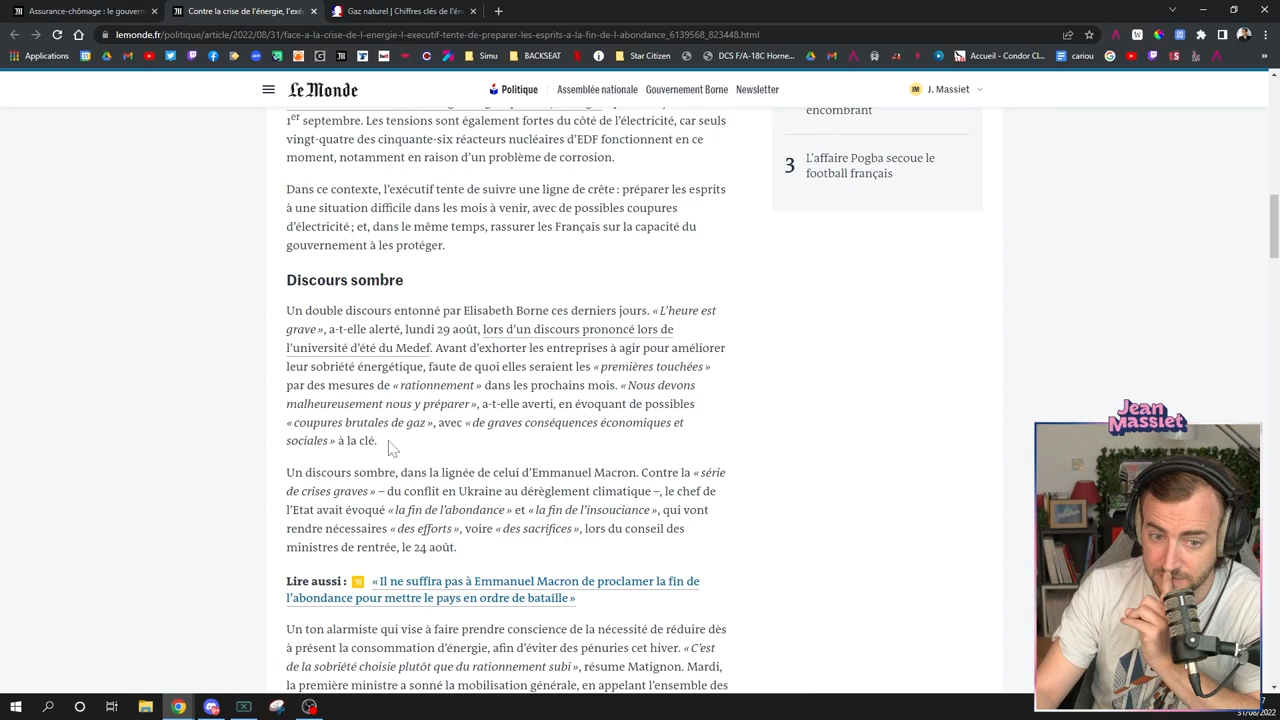 Assurance-chômage : le gouvern
Contre la crise de l'énergie, l'exé
Gaz naturel | Chiffres clés de l'én
lemonde.fr/politique/article/2022/08/31/face-a-la-crise-de-l-energie-l-executif-tente-de-preparer-les-esprits-a-la-fin-de-l-abondance_6139568_823448.html
Applications
Simu
BACKSEAT
Star Citizen
DCS F/A-18C Horne...
Accueil - Condor Cl...
cariou
Le Monde
Politique
Assemblée nationale
Gouvernement Borne
Newsletter
JM J. Massiet
encombrant
3 L'affaire Pogba secoue le
football français
1er septembre. Les tensions sont également fortes du côté de l'électricité, car seuls
vingt-quatre des cinquante-six réacteurs nucléaires d'EDF fonctionnent en ce
moment, notamment en raison d'un problème de corrosion.
Dans ce contexte, l'exécutif tente de suivre une ligne de crête : préparer les esprits
à une situation difficile dans les mois à venir, avec de possibles coupures
d'électricité ; et, dans le même temps, rassurer les Français sur la capacité du
gouvernement à les protéger.
Discours sombre
Un double discours entonné par Elisabeth Borne ces derniers jours. « L'heure est
grave », a-t-elle alerté, lundi 29 août, lors d'un discours prononcé lors de
l'université d'été du Medef. Avant d'exhorter les entreprises à agir pour améliorer
leur sobriété énergétique, faute de quoi elles seraient les « premières touchées »
par des mesures de « rationnement » dans les prochains mois. « Nous devons
malheureusement nous y préparer », a-t-elle averti, en évoquant de possibles
« coupures brutales de gaz », avec « de graves conséquences économiques et
sociales » à la clé.
Un discours sombre, dans la lignée de celui d'Emmanuel Macron. Contre la « série
de crises graves » – du conflit en Ukraine au dérèglement climatique –, le chef de
l'Etat avait évoqué « la fin de l'abondance » et « la fin de l'insouciance », qui vont
rendre nécessaires « des efforts », voire « des sacrifices », lors du conseil des
ministres de rentrée, le 24 août.
Lire aussi : « Il ne suffira pas à Emmanuel Macron de proclamer la fin de
l'abondance pour mettre le pays en ordre de bataille »
Un ton alarmiste qui vise à faire prendre conscience de la nécessité de réduire dès
à présent la consommation d'énergie, afin d'éviter des pénuries cet hiver. « C'est
de la sobriété choisie plutôt que du rationnement subi », résume Matignon. Mardi,
la première ministre a sonné la mobilisation générale, en appelant l'ensemble des
Jean
Massiet
31/08/2022